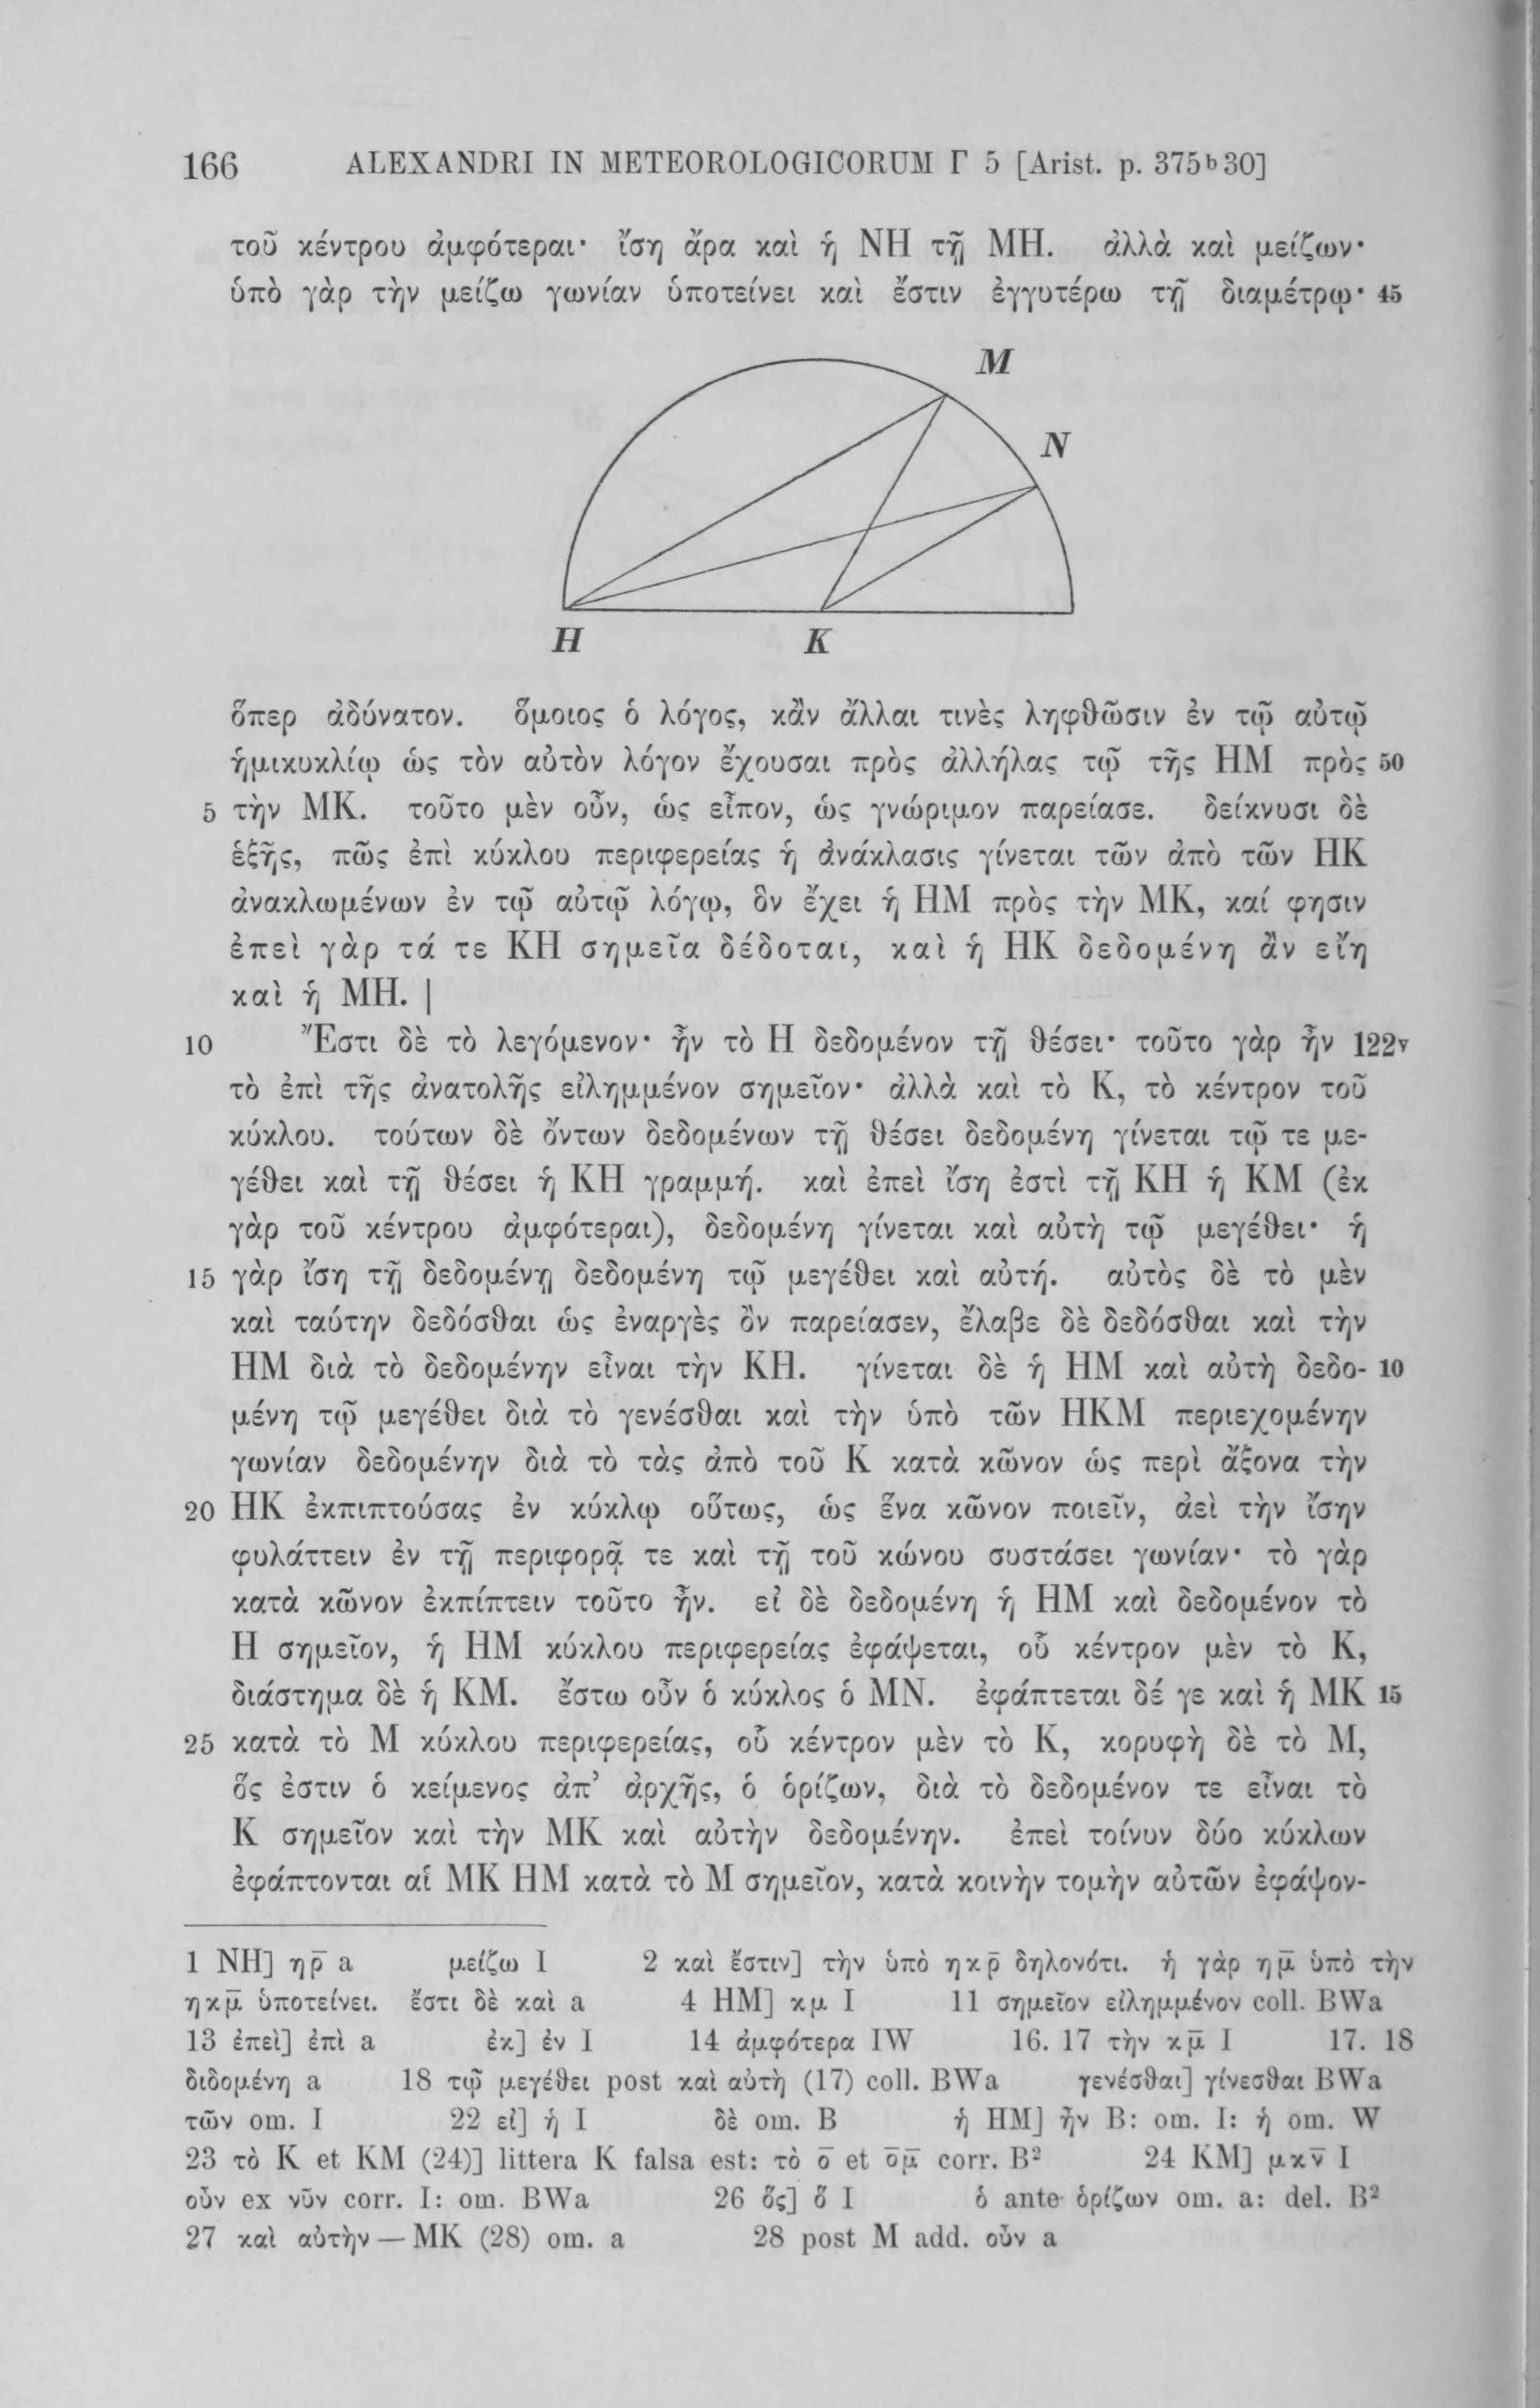 166 ALEXANDRI IN METEOROLOGICORUM Γ 5 [Arist. p. 375ᵇ30]
τοῦ κέντρου ἀμφότεραι· ἴση ἄρα καὶ ἡ ΝΗ τῇ ΜΗ. ἀλλὰ καὶ μείζων·
ὑπὸ γὰρ τὴν μείζω γωνίαν ὑποτείνει καὶ ἔστιν ἐγγυτέρω τῇ διαμέτρῳ· 45
M
N
H K
ὅπερ ἀδύνατον. ὅμοιος ὁ λόγος, κἂν ἄλλαι τινὲς ληφθῶσιν ἐν τῷ αὐτῷ
ἡμικυκλίῳ ὡς τὸν αὐτὸν λόγον ἔχουσαι πρὸς ἀλλήλας τῷ τῆς ΗΜ πρὸς 50
5 τὴν ΜΚ. τοῦτο μὲν οὖν, ὡς εἶπον, ὡς γνώριμον παρείασε. δείκνυσι δὲ
ἑξῆς, πῶς ἐπὶ κύκλου περιφερείας ἡ ἀνάκλασις γίνεται τῶν ἀπὸ τῶν ΗΚ
ἀνακλωμένων ἐν τῷ αὐτῷ λόγῳ, ὃν ἔχει ἡ ΗΜ πρὸς τὴν ΜΚ, καί φησιν
ἐπεὶ γὰρ τά τε ΚΗ σημεῖα δέδοται, καὶ ἡ ΗΚ δεδομένη ἂν εἴη
καὶ ἡ ΜΗ. |
10 Ἔστι δὲ τὸ λεγόμενον· ἦν τὸ Η δεδομένον τῇ θέσει· τοῦτο γὰρ ἦν 122ᵛ
τὸ ἐπὶ τῆς ἀνατολῆς εἰλημμένον σημεῖον· ἀλλὰ καὶ τὸ Κ, τὸ κέντρον τοῦ
κύκλου. τούτων δὲ ὄντων δεδομένων τῇ θέσει δεδομένη γίνεται τῷ τε με-
γέθει καὶ τῇ θέσει ἡ ΚΗ γραμμή. καὶ ἐπεὶ ἴση ἐστὶ τῇ ΚΗ ἡ ΚΜ (ἐκ
γὰρ τοῦ κέντρου ἀμφότεραι), δεδομένη γίνεται καὶ αὐτὴ τῷ μεγέθει· ἡ
15 γὰρ ἴση τῇ δεδομένῃ δεδομένη τῷ μεγέθει καὶ αὐτή. αὐτὸς δὲ τὸ μὲν
καὶ ταύτην δεδόσθαι ὡς ἐναργὲς ὂν παρείασεν, ἔλαβε δὲ δεδόσθαι καὶ τὴν
ΗΜ διὰ τὸ δεδομένην εἶναι τὴν ΚΗ. γίνεται δὲ ἡ ΗΜ καὶ αὐτὴ δεδο- 10
μένη τῷ μεγέθει διὰ τὸ γενέσθαι καὶ τὴν ὑπὸ τῶν ΗΚΜ περιεχομένην
γωνίαν δεδομένην διὰ τὸ τὰς ἀπὸ τοῦ Κ κατὰ κῶνον ὡς περὶ ἄξονα τὴν
20 ΗΚ ἐκπιπτούσας ἐν κύκλῳ οὕτως, ὡς ἕνα κῶνον ποιεῖν, ἀεὶ τὴν ἴσην
φυλάττειν ἐν τῇ περιφορᾷ τε καὶ τῇ τοῦ κώνου συστάσει γωνίαν· τὸ γὰρ
κατὰ κῶνον ἐκπίπτειν τοῦτο ἦν. εἰ δὲ δεδομένη ἡ ΗΜ καὶ δεδομένον τὸ
Η σημεῖον, ἡ ΗΜ κύκλου περιφερείας ἐφάψεται, οὗ κέντρον μὲν τὸ Κ,
διάστημα δὲ ἡ ΚΜ. ἔστω οὖν ὁ κύκλος ὁ ΜΝ. ἐφάπτεται δέ γε καὶ ἡ ΜΚ 15
25 κατὰ τὸ Μ κύκλου περιφερείας, οὗ κέντρον μὲν τὸ Κ, κορυφὴ δὲ τὸ Μ,
ὅς ἐστιν ὁ κείμενος ἀπ’ ἀρχῆς, ὁ ὁρίζων, διὰ τὸ δεδομένον τε εἶναι τὸ
Κ σημεῖον καὶ τὴν ΜΚ καὶ αὐτὴν δεδομένην. ἐπεὶ τοίνυν δύο κύκλων
ἐφάπτονται αἱ ΜΚ ΗΜ κατὰ τὸ Μ σημεῖον, κατὰ κοινὴν τομὴν αὐτῶν ἐφάψον-
1 ΝΗ] ηρ̅ a μείζω I 2 καὶ ἔστιν] τὴν ὑπὸ ηκρ̅ δηλονότι. ἡ γὰρ ημ̅ ὑπὸ τὴν
ηκμ̅ ὑποτείνει. ἔστι δὲ καὶ a 4 ΗΜ] κμ I 11 σημεῖον εἰλημμένον coll. BWa
13 ἐπεὶ] ἐπὶ a ἐκ] ἐν I 14 ἀμφότερα IW 16. 17 τὴν κμ̅ I 17. 18
διδομένη a 18 τῷ μεγέθει post καὶ αὐτὴ (17) coll. BWa γενέσθαι] γίνεσθαι BWa
τῶν om. I 22 εἰ] ἡ I δὲ om. B ἡ ΗΜ] ἦν B: om. I: ἡ om. W
23 τὸ Κ et ΚΜ (24)] littera K falsa est: τὸ ο̅ et ο̅μ̅ corr. B² 24 ΚΜ] μκν̅ I
οὖν ex νῦν corr. I: om. BWa 26 ὅς] ὅ I ὁ ante ὁρίζων om. a: del. B²
27 καὶ αὐτὴν — ΜΚ (28) om. a 28 post Μ add. οὖν a